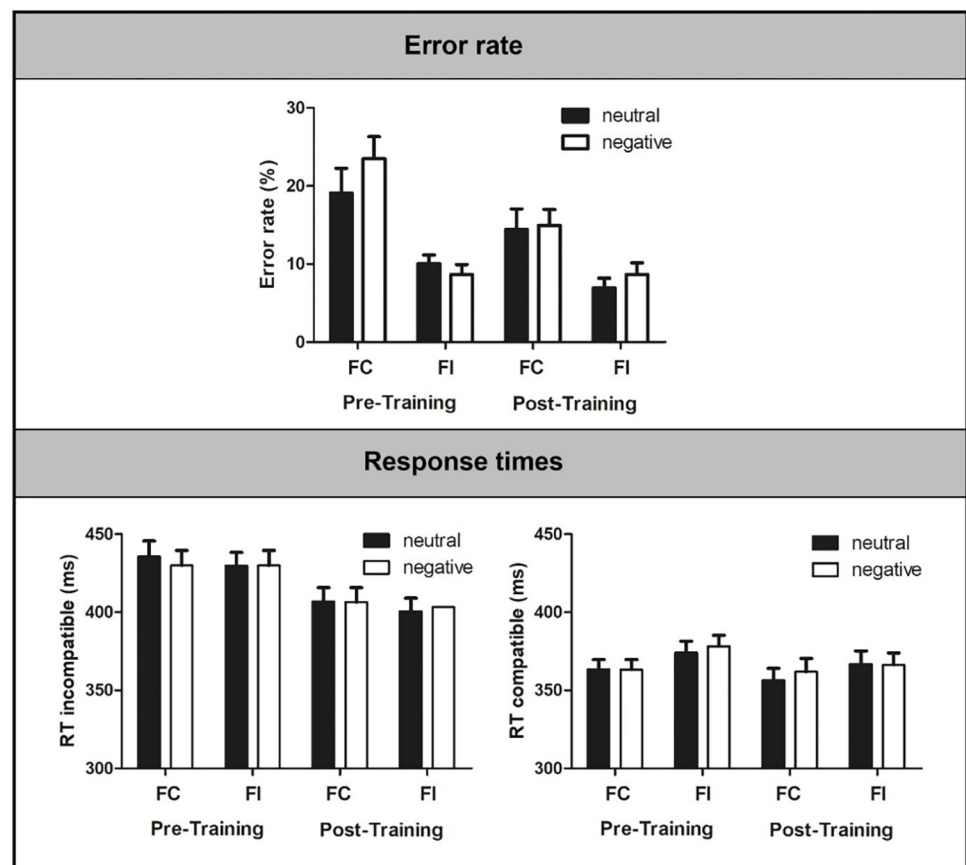 Error rate
30
20
10
0
Error rate (%)
neutral
negative
FC FI FC FI
Pre-Training Post-Training
Response times
450
400
350
300
RT incompatible (ms)
neutral
negative
FC FI FC FI
Pre-Training Post-Training
450
400
350
300
RT compatible (ms)
neutral
negative
FC FI FC FI
Pre-Training Post-Training